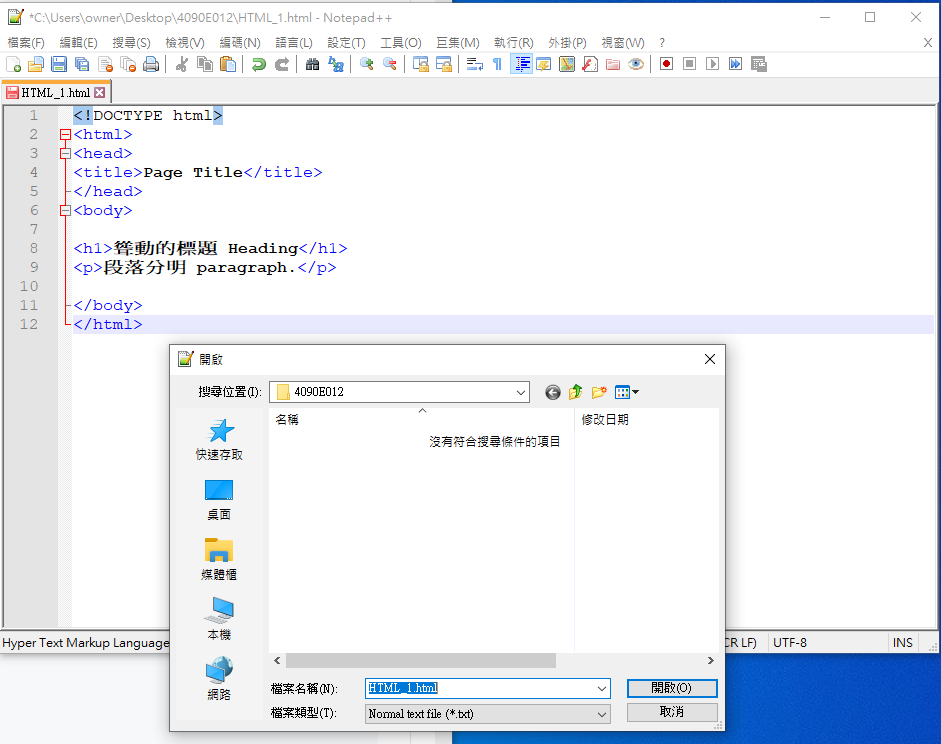 *C:\Users\owner\Desktop\4090E012\HTML_1.html - Notepad++
檔案(F) 編輯(E) 搜尋(S) 檢視(V) 編碼(N) 語言(L) 設定(T) 工具(O) 巨集(M) 執行(R) 外掛(P) 視窗(W) ? X
HTML_1.html
1 <!DOCTYPE html>
2 <html>
3 <head>
4 <title>Page Title</title>
5 </head>
6 <body>
7
8 <h1>聳動的標題 Heading</h1>
9 <p>段落分明 paragraph.</p>
10
11 </body>
12 </html>
開啟
搜尋位置(I): 4090E012
名稱 修改日期
沒有符合搜尋條件的項目
快速存取
桌面
媒體櫃
本機
網路
檔案名稱(N): HTML_1.html 開啟(O)
檔案類型(T): Normal text file (*.txt) 取消
Hyper Text Markup Language CR LF) UTF-8 INS